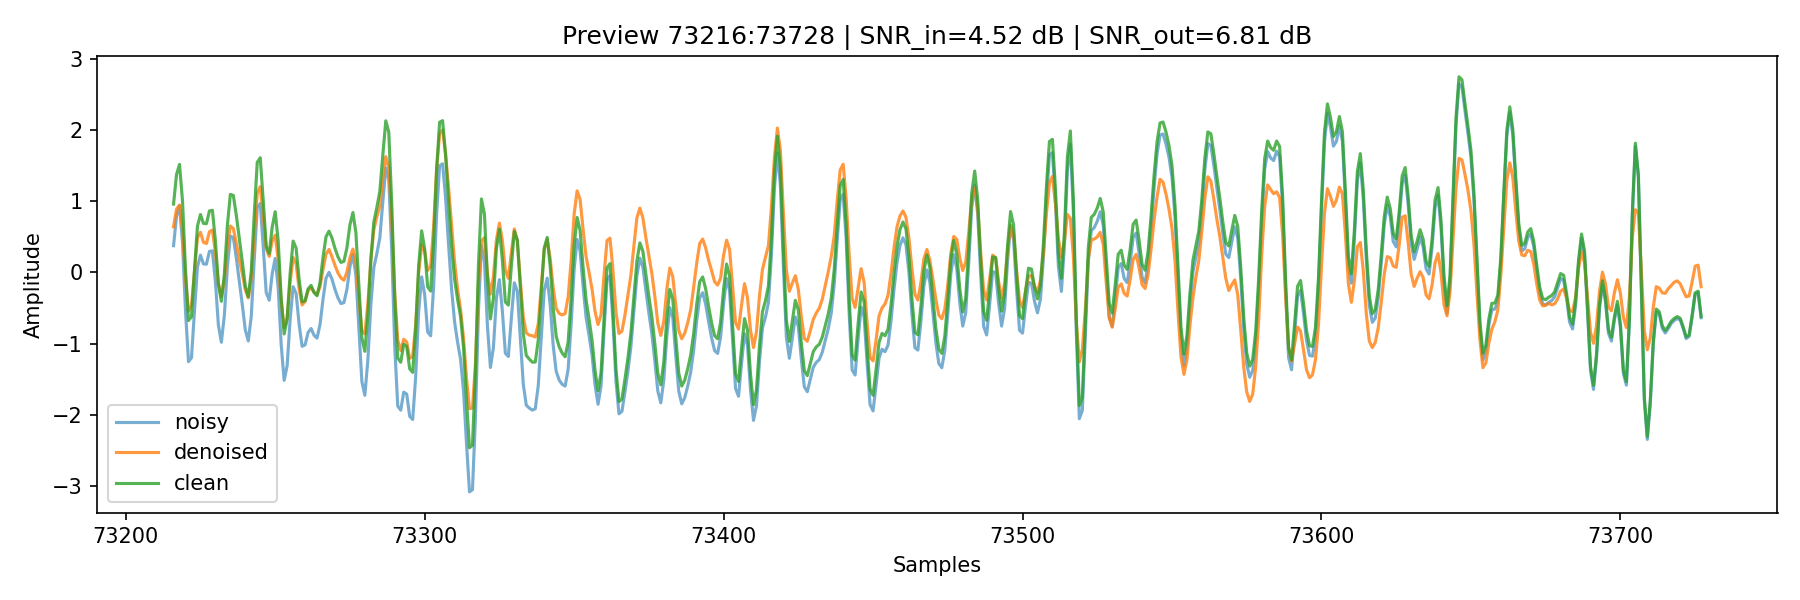 Preview 73216:73728 | SNR_in=4.52 dB | SNR_out=6.81 dB
3
2
1
0
−1
−2
−3
Amplitude
noisy
denoised
clean
73200 73300 73400 73500 73600 73700
Samples